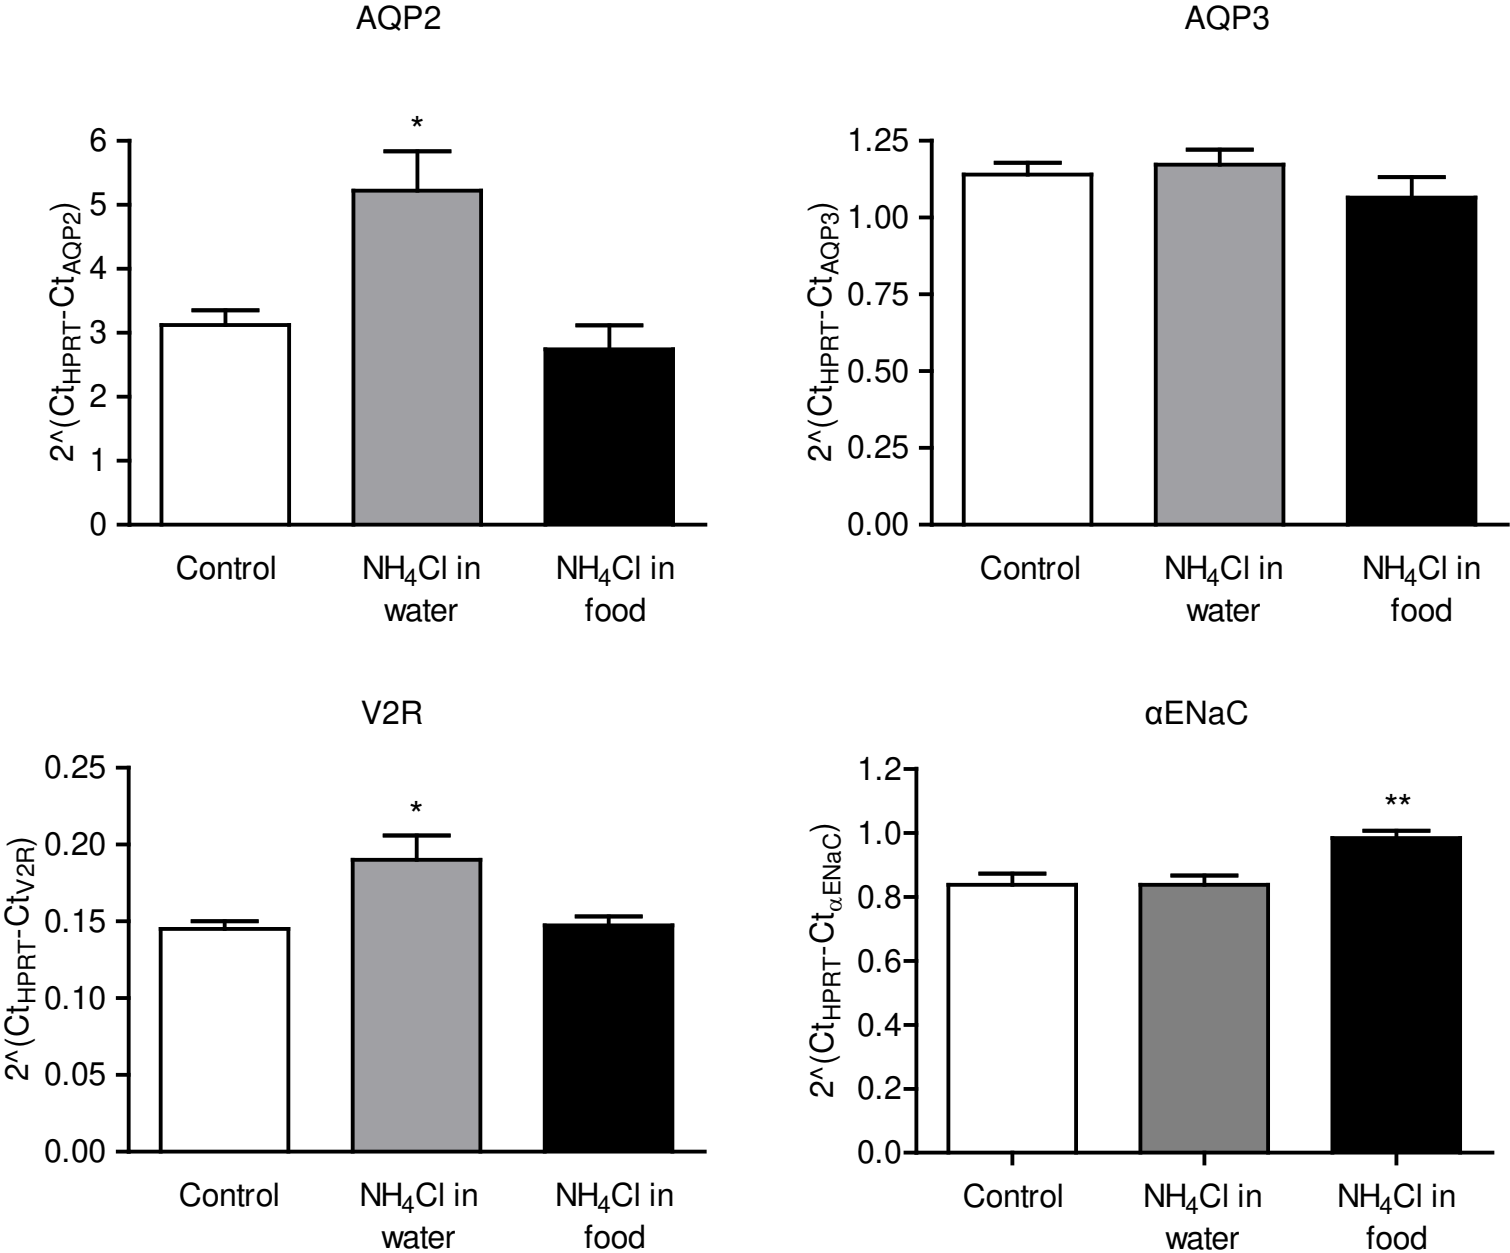 AQP2
*
6
5
4
3
2
1
0
2^(CtHPRT-CtAQP2)
Control
NH4Cl in
water
NH4Cl in
food
AQP3
1.25
1.00
0.75
0.50
0.25
0.00
2^(CtHPRT-CtAQP3)
Control
NH4Cl in
water
NH4Cl in
food
V2R
*
0.25
0.20
0.15
0.10
0.05
0.00
2^(CtHPRT-CtV2R)
Control
NH4Cl in
water
NH4Cl in
food
αENaC
**
1.2
1.0
0.8
0.6
0.4
0.2
0.0
2^(CtHPRT-CtαENaC)
Control
NH4Cl in
water
NH4Cl in
food